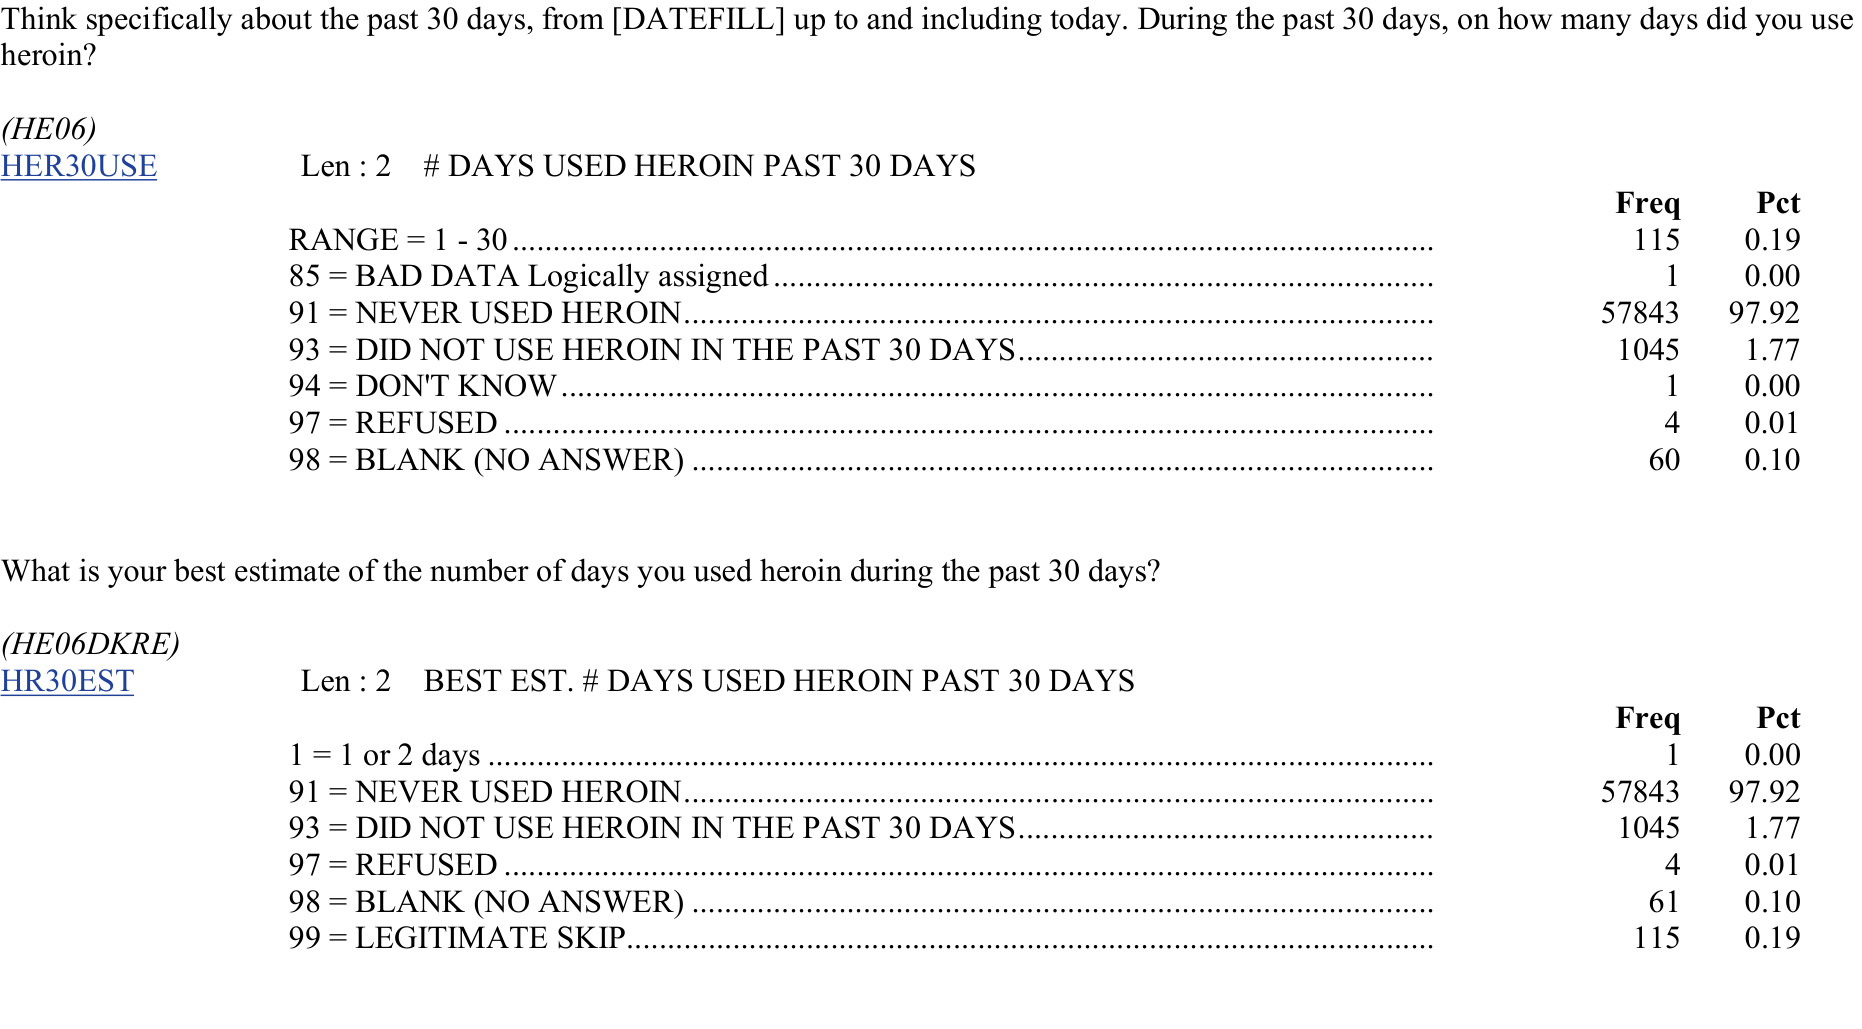 Think specifically about the past 30 days, from [DATEFILL] up to and including today. During the past 30 days, on how many days did you use
heroin?
(HE06)
HER30USE Len : 2 # DAYS USED HEROIN PAST 30 DAYS
Freq Pct
RANGE = 1 - 30 ........ 115 0.19
85 = BAD DATA Logically assigned ........ 1 0.00
91 = NEVER USED HEROIN ........ 57843 97.92
93 = DID NOT USE HEROIN IN THE PAST 30 DAYS ........ 1045 1.77
94 = DON'T KNOW ........ 1 0.00
97 = REFUSED ........ 4 0.01
98 = BLANK (NO ANSWER) ........ 60 0.10
What is your best estimate of the number of days you used heroin during the past 30 days?
(HE06DKRE)
HR30EST Len : 2 BEST EST. # DAYS USED HEROIN PAST 30 DAYS
Freq Pct
1 = 1 or 2 days ........ 1 0.00
91 = NEVER USED HEROIN ........ 57843 97.92
93 = DID NOT USE HEROIN IN THE PAST 30 DAYS ........ 1045 1.77
97 = REFUSED ........ 4 0.01
98 = BLANK (NO ANSWER) ........ 61 0.10
99 = LEGITIMATE SKIP ........ 115 0.19